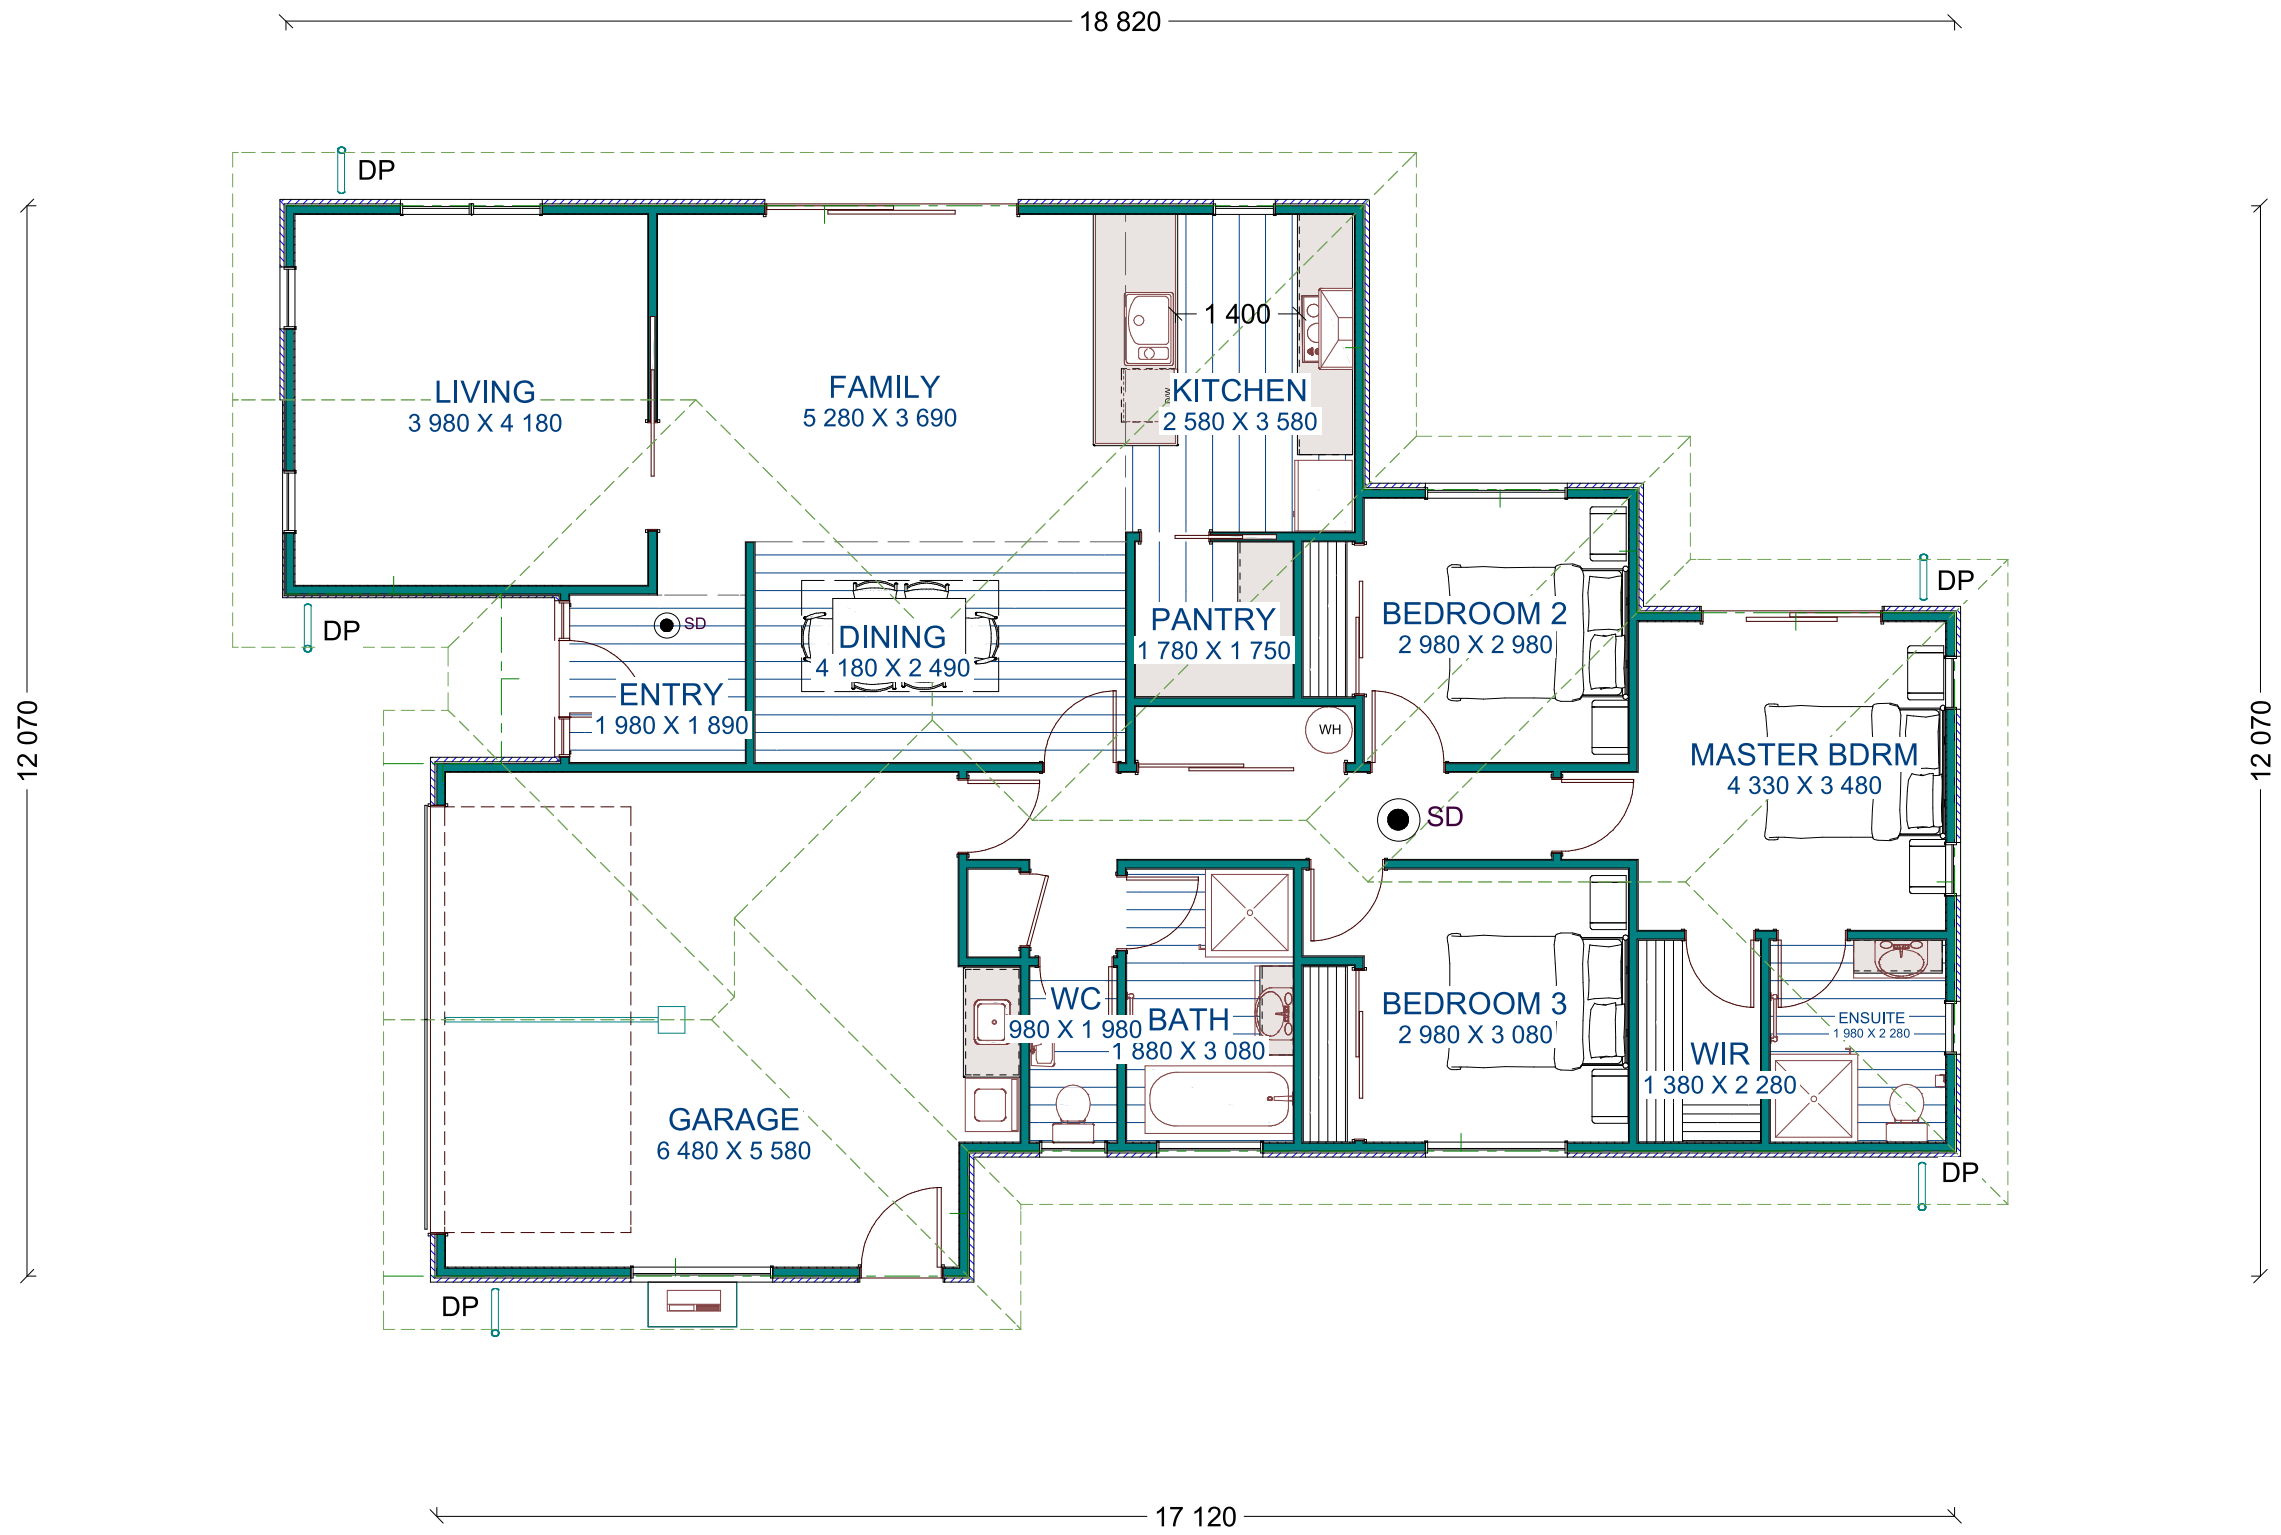 18 820
DP
1 400
LIVING
3 980 X 4 180
FAMILY
5 280 X 3 690
KITCHEN
2 580 X 3 580
DP
DP
SD
DINING
4 180 X 2 490
PANTRY
1 780 X 1 750
BEDROOM 2
2 980 X 2 980
ENTRY
1 980 X 1 890
WH
MASTER BDRM
4 330 X 3 480
12 070
12 070
SD
WC
980 X 1 980
BATH
1 880 X 3 080
BEDROOM 3
2 980 X 3 080
ENSUITE
1 980 X 2 280
WIR
1 380 X 2 280
GARAGE
6 480 X 5 580
DP
DP
17 120